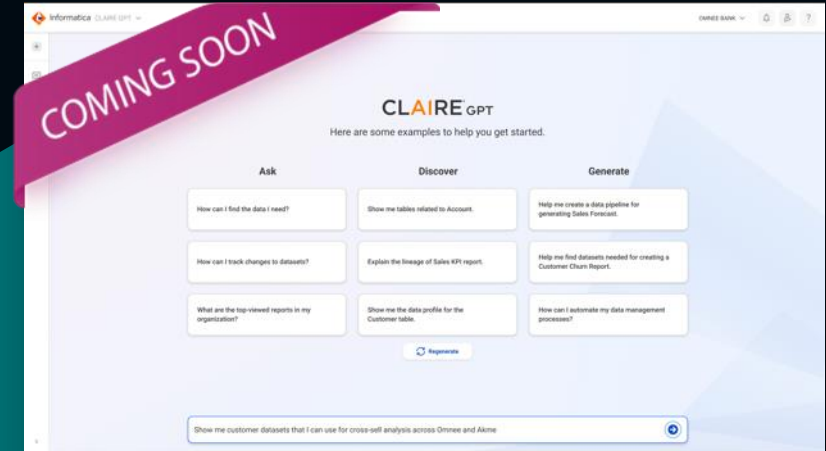 Informatica CLAIRE GPT
OMNEE BANK
?
COMING SOON
CLAIRE GPT
Here are some examples to help you get started.
Ask
Discover
Generate
How can I find the data I need?
Show me tables related to Account.
Help me create a data pipeline for
generating Sales Forecast.
How can I track changes to datasets?
Explain the lineage of Sales KPI report.
Help me find datasets needed for creating a
Customer Churn Report.
What are the top-viewed reports in my
organization?
Show me the data profile for the
Customer table.
How can I automate my data management
processes?
Regenerate
Show me customer datasets that I can use for cross-sell analysis across Omnee and Akme